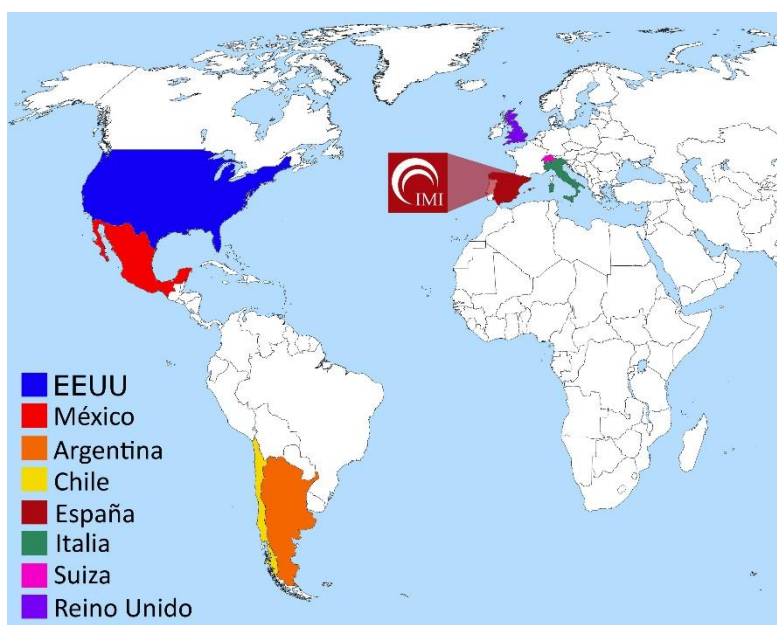 IMI
EEUU
México
Argentina
Chile
España
Italia
Suiza
Reino Unido